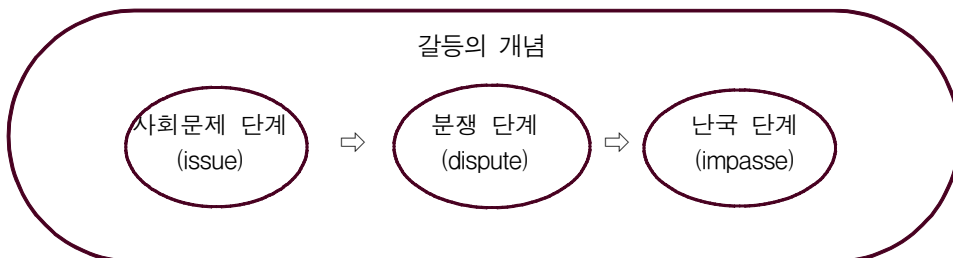 갈등의 개념
사회문제 단계
(issue)
⇨
분쟁 단계
(dispute)
⇨
난국 단계
(impasse)